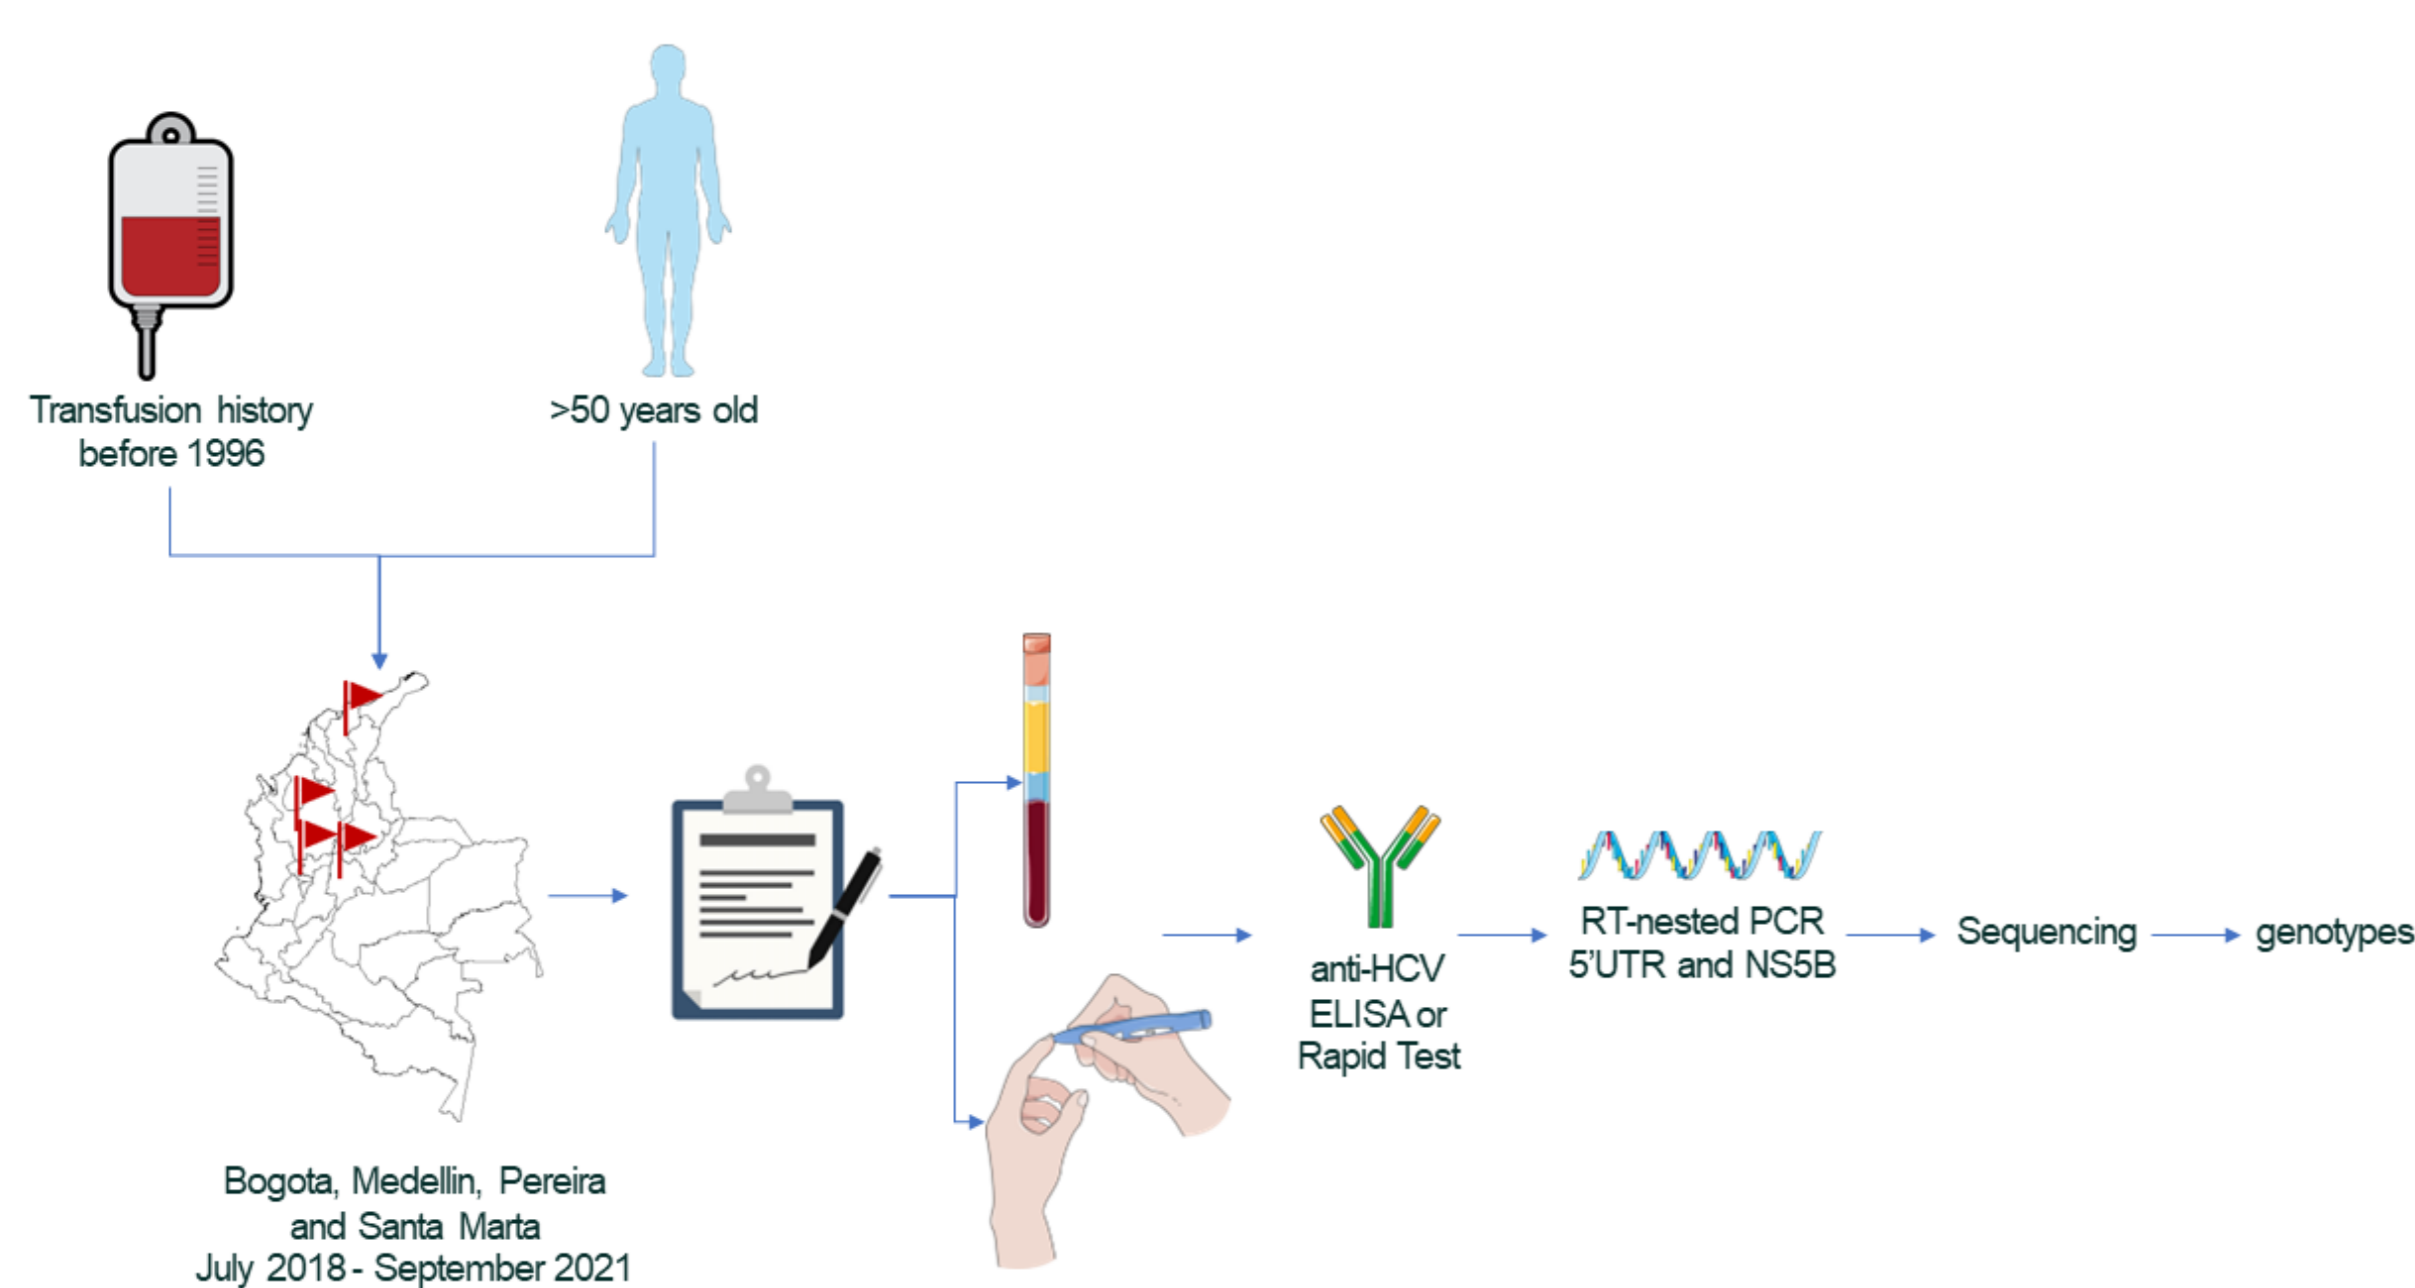 Transfusion history
before 1996
>50 years old
Bogota, Medellin, Pereira
and Santa Marta
July 2018 - September 2021
anti-HCV
ELISA or
Rapid Test
RT-nested PCR
5’UTR and NS5B
Sequencing
genotypes